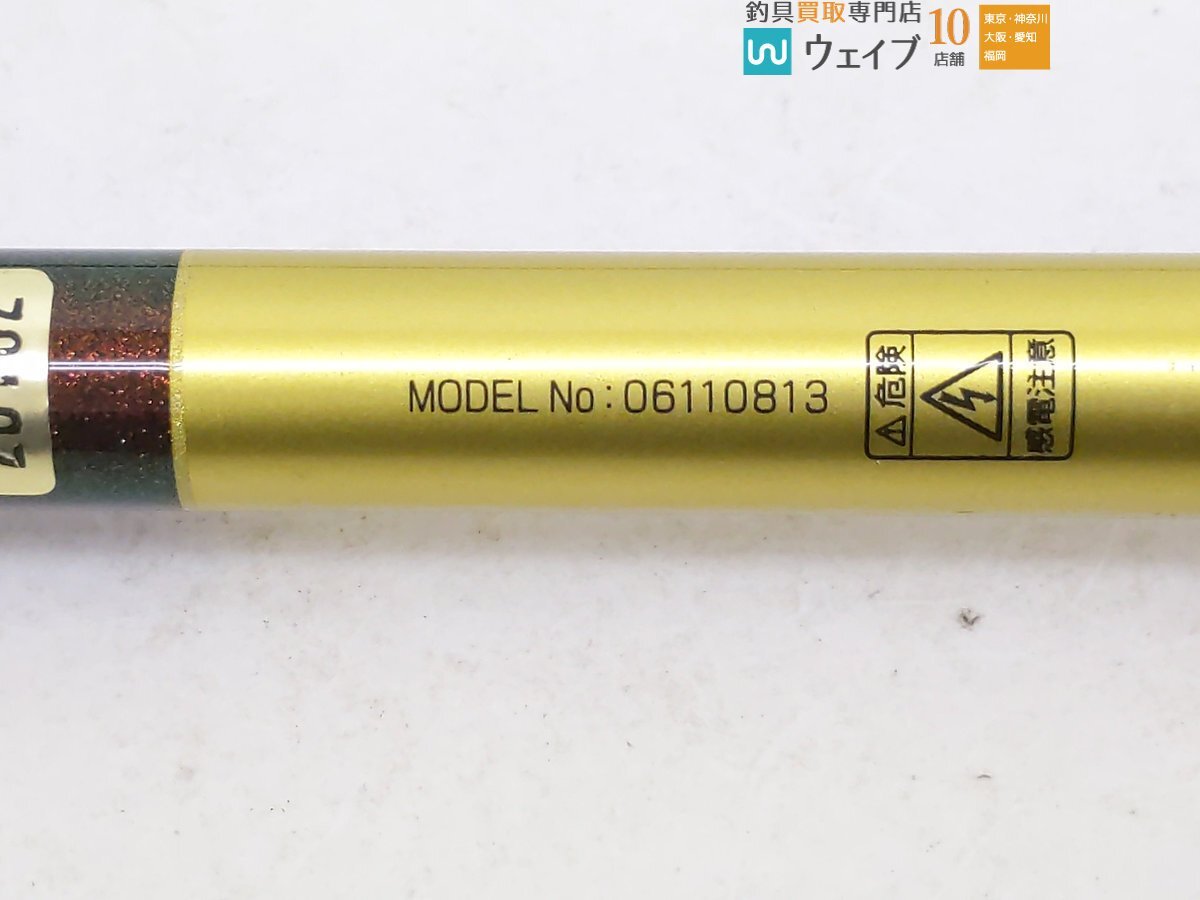 釣具買取専門店
ウェイブ
10
店舗
東京・神奈川
大阪・愛知
福岡
MODEL No:06110813
危険
感電注意